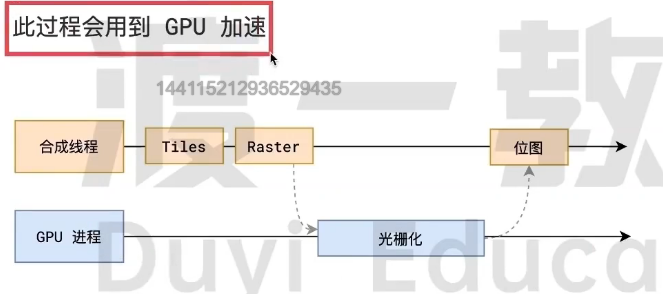 此过程会用到 GPU 加速
144115212936529435
渡一教
合成线程
Tiles
Raster
位图
GPU 进程
光栅化
Duvi Educa